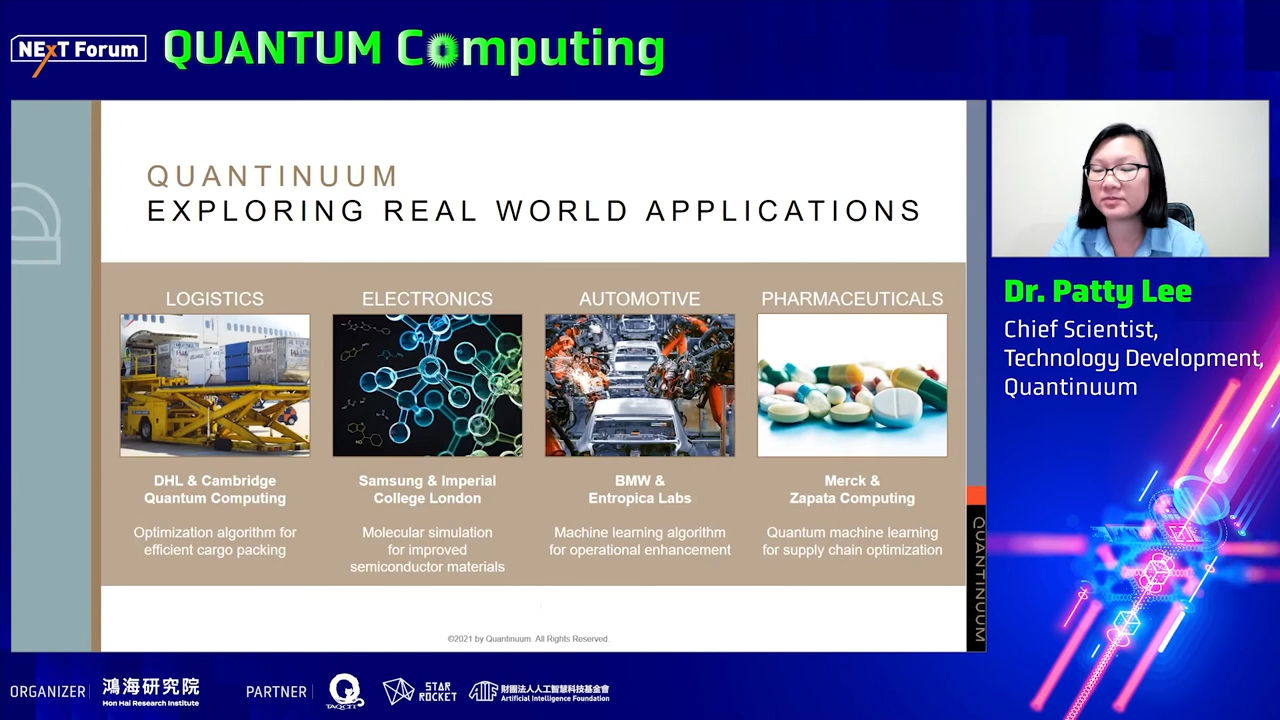 NExT Forum
QUANTUM Computing
QUANTINUUM
EXPLORING REAL WORLD APPLICATIONS
LOGISTICS
DHL & Cambridge
Quantum Computing
Optimization algorithm for
efficient cargo packing
ELECTRONICS
HO
Samsung & Imperial
College London
Molecular simulation
for improved
semiconductor materials
AUTOMOTIVE
BMW &
Entropica Labs
Machine learning algorithm
for operational enhancement
PHARMACEUTICALS
Merck &
Zapata Computing
Quantum machine learning
for supply chain optimization
©2021 by Quantinuum. All Rights Reserved.
QUANTINUUM
Dr. Patty Lee
Chief Scientist,
Technology Development,
Quantinuum
ORGANIZER
鴻海研究院
Hon Hai Research Institute
PARTNER
TAQCIT
STAR
ROCKET
AIF
財團法人人工智慧科技基金會
Artificial Intelligence Foundation